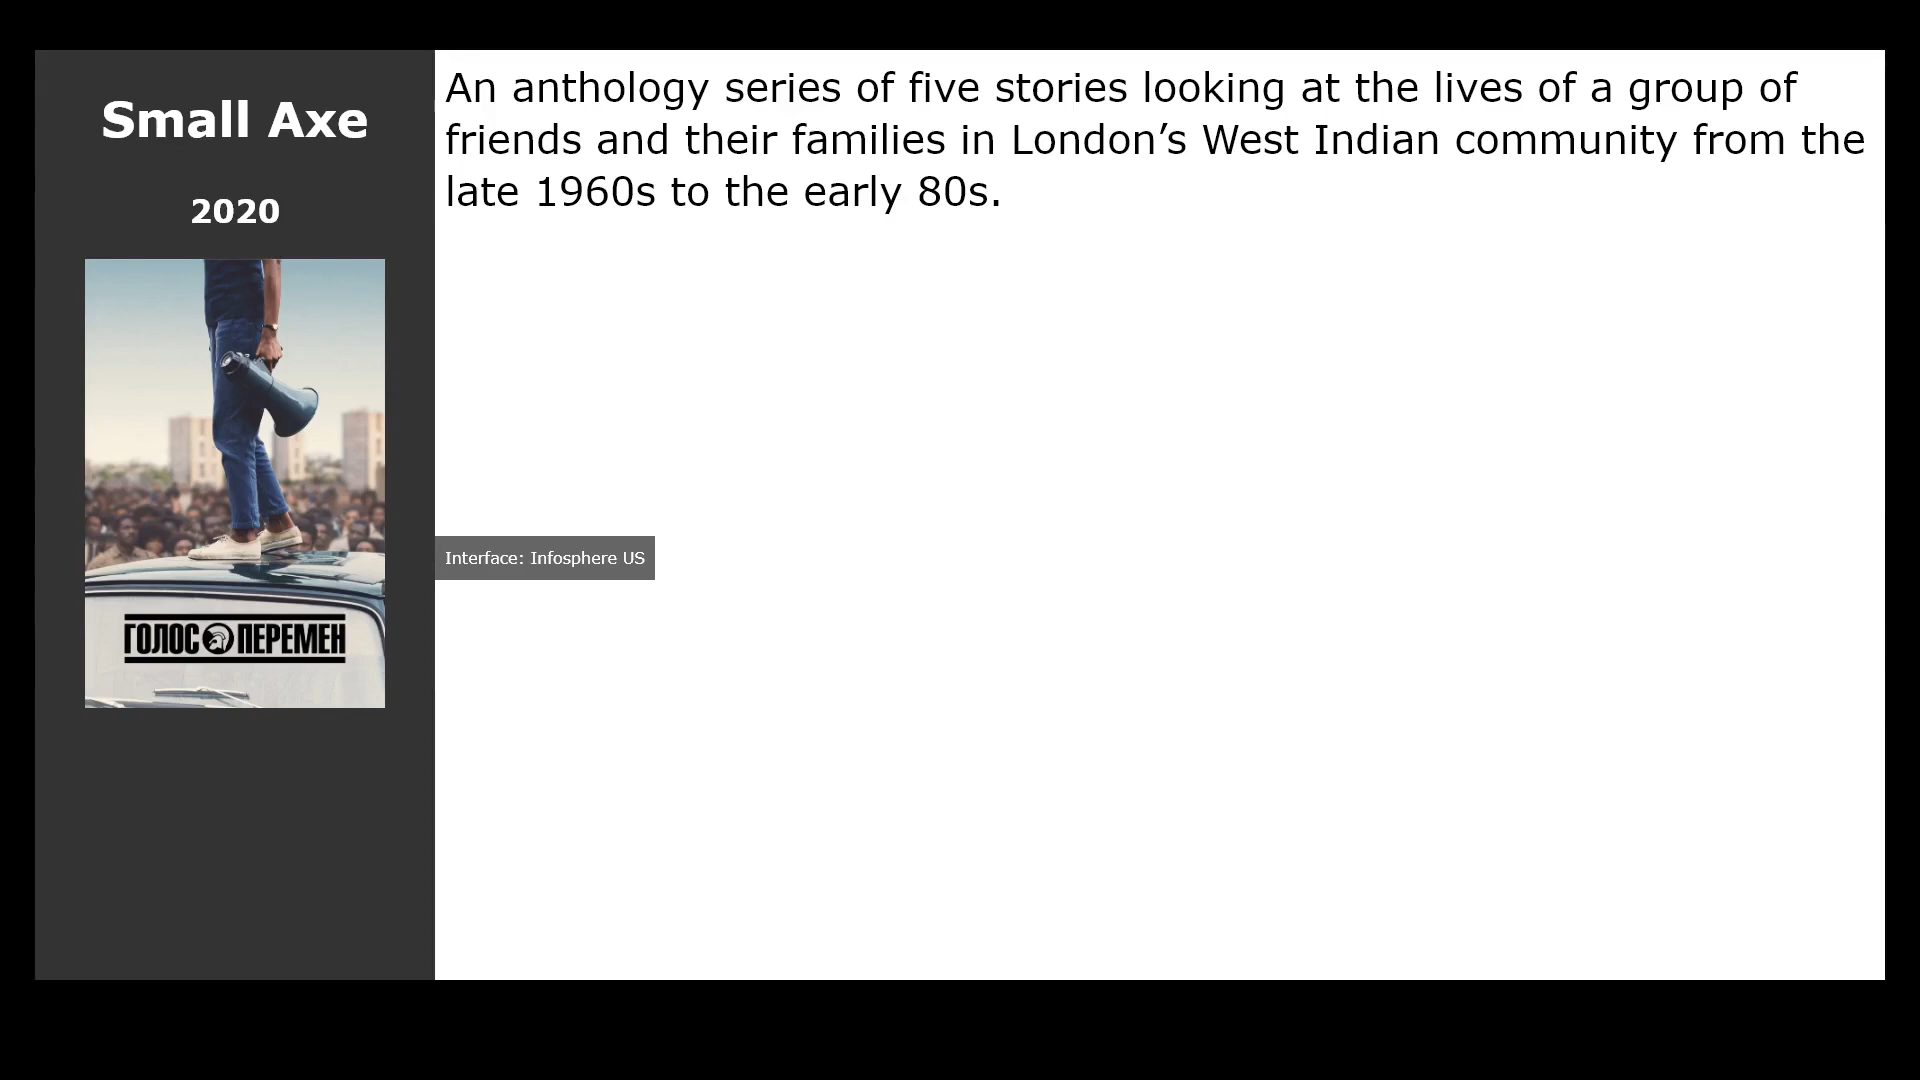 Small Axe
2020
ГОЛОС ПЕРЕМЕН
An anthology series of five stories looking at the lives of a group of
friends and their families in London’s West Indian community from the
late 1960s to the early 80s.
Interface: Infosphere US